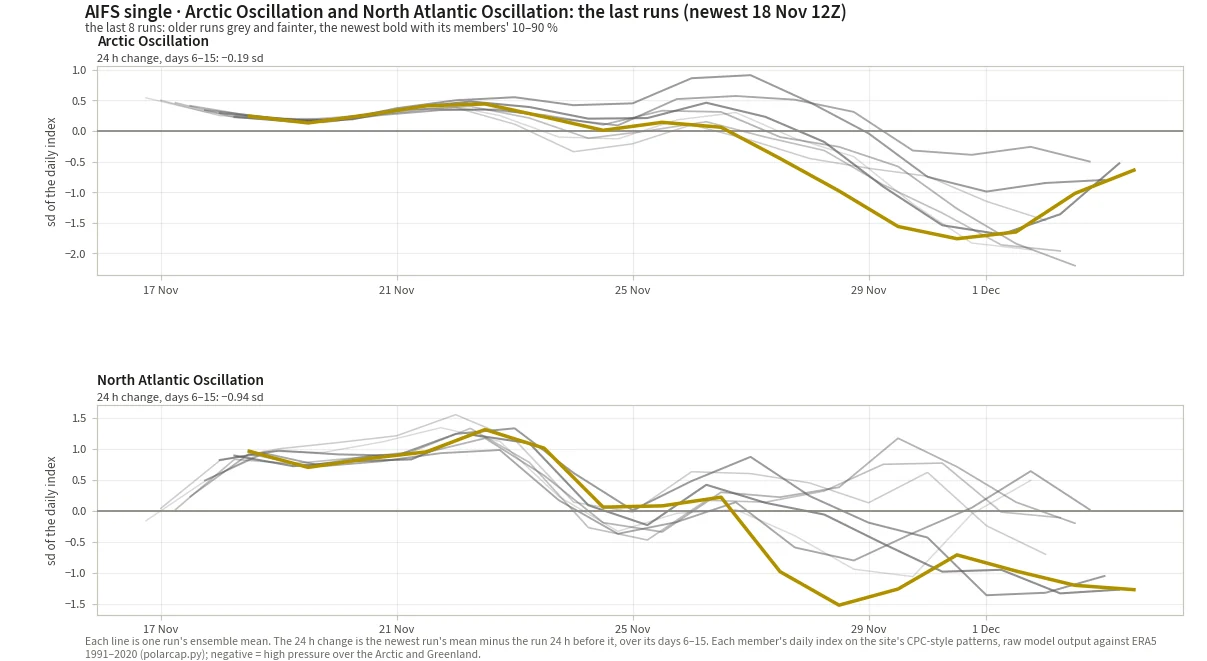 AIFS single · Arctic Oscillation and North Atlantic Oscillation: the last runs (newest 18 Nov 12Z)
the last 8 runs: older runs grey and fainter, the newest bold with its members' 10–90 %
Arctic Oscillation
24 h change, days 6–15: −0.19 sd
1.0
0.5
0.0
−0.5
−1.0
−1.5
−2.0
sd of the daily index
17 Nov 21 Nov 25 Nov 29 Nov 1 Dec
North Atlantic Oscillation
24 h change, days 6–15: −0.94 sd
1.5
1.0
0.5
0.0
−0.5
−1.0
−1.5
sd of the daily index
17 Nov 21 Nov 25 Nov 29 Nov 1 Dec
Each line is one run's ensemble mean. The 24 h change is the newest run's mean minus the run 24 h before it, over its days 6–15. Each member's daily index on the site's CPC-style patterns, raw model output against ERA5
1991–2020 (polarcap.py); negative = high pressure over the Arctic and Greenland.